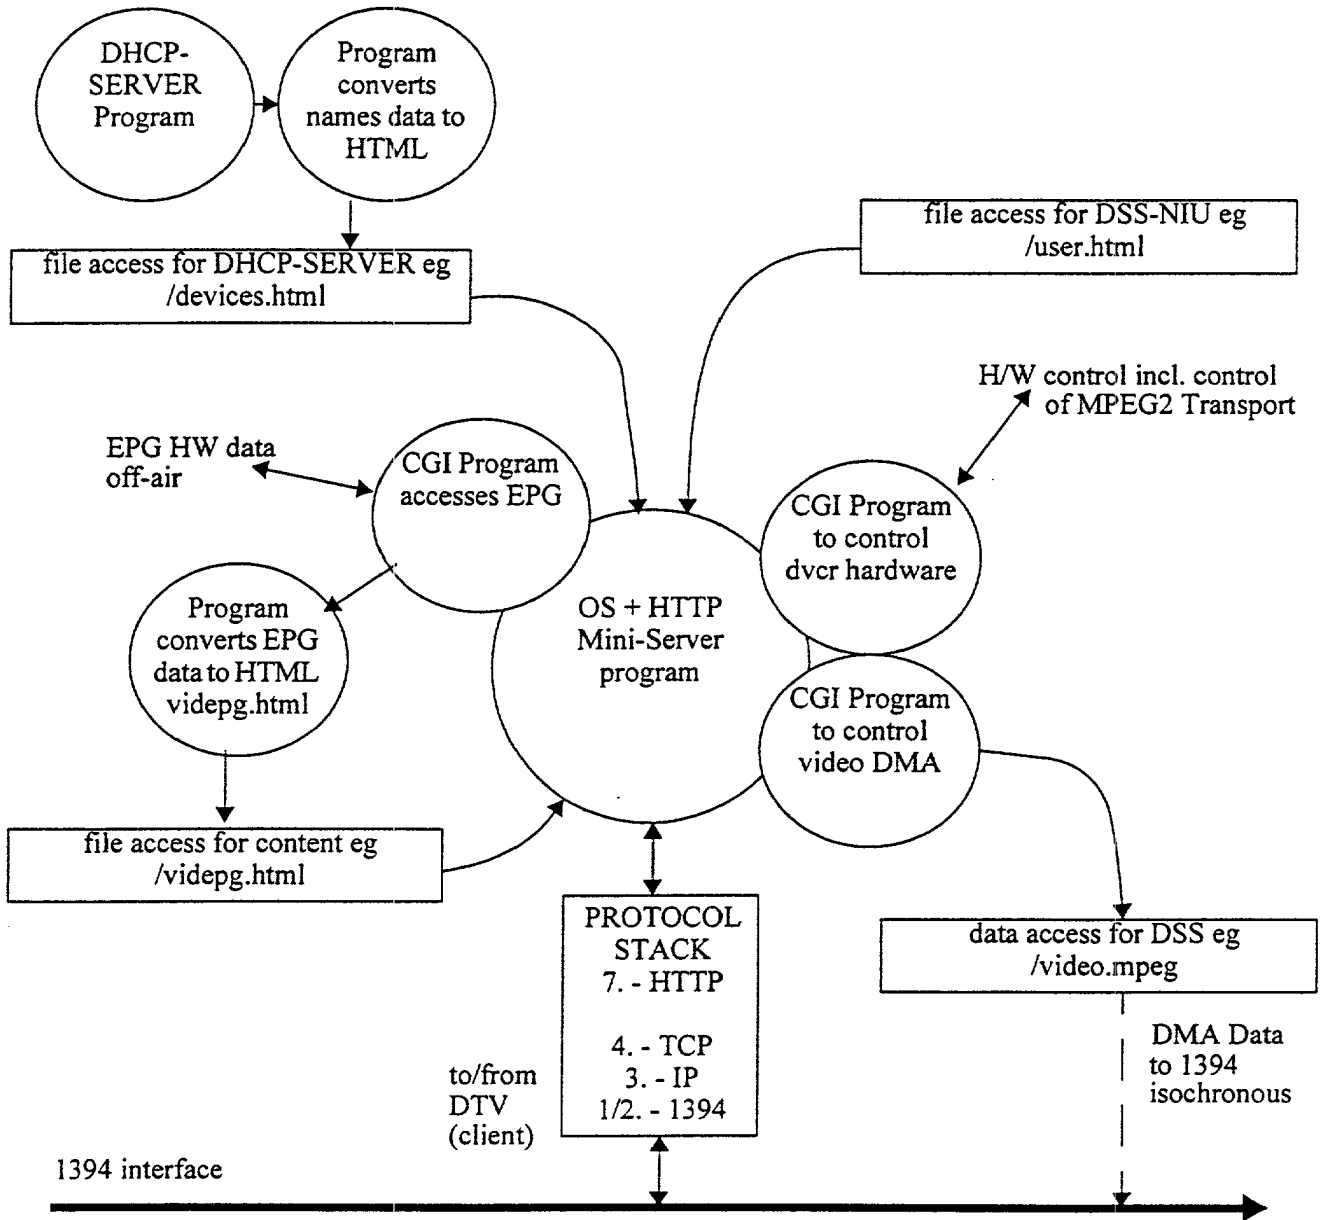 DHCP-
SERVER
Program
Program
converts
names data to
HTML
file access for DHCP-SERVER eg
/devices.html
file access for DSS-NIU eg
/user.html
H/W control incl. control
of MPEG2 Transport
EPG HW data
off-air
CGI Program
accesses EPG
CGI Program
to control
dvcr hardware
Program
converts EPG
data to HTML
videpg.html
OS + HTTP
Mini-Server
program
CGI Program
to control
video DMA
file access for content eg
/videpg.html
PROTOCOL
STACK
7. - HTTP
4. - TCP
3. - IP
1/2. - 1394
data access for DSS eg
/video.mpeg
to/from
DTV
(client)
DMA Data
to 1394
isochronous
1394 interface